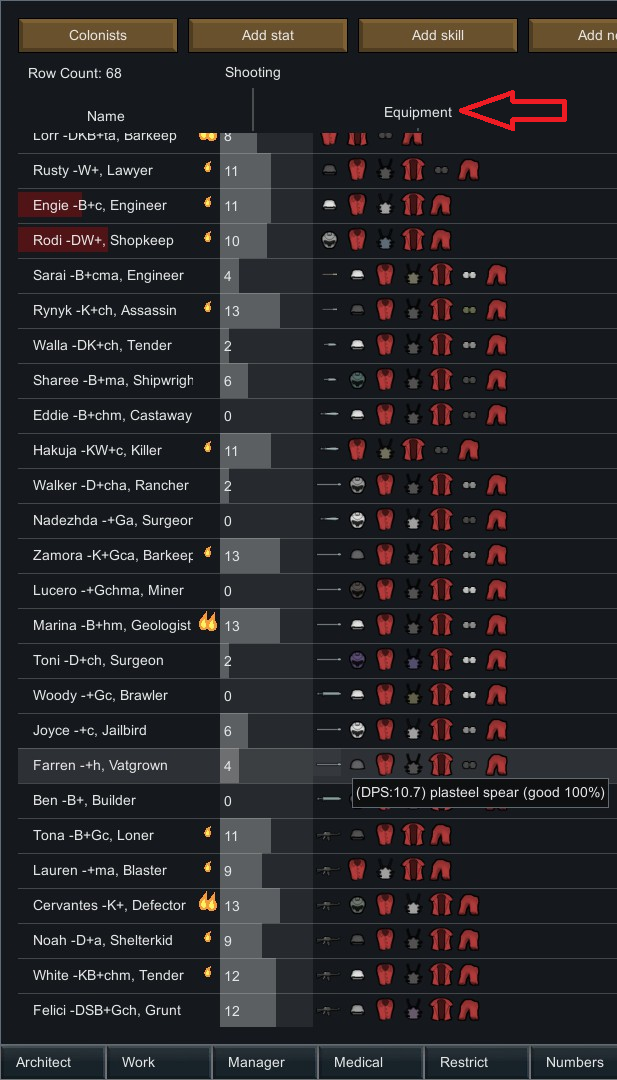 Colonists Add stat Add skill Add
Row Count: 68 Shooting
Name Equipment
Lorr -DKB+ta, Barkeep 8
Rusty -W+, Lawyer 11
Engie -B+c, Engineer 11
Rodi -DW+, Shopkeep 10
Sarai -B+cma, Engineer 4
Rynyk -K+ch, Assassin 13
Walla -DK+ch, Tender 2
Sharee -B+ma, Shipwrigh 6
Eddie -B+chm, Castaway 0
Hakuja -KW+c, Killer 11
Walker -D+cha, Rancher 2
Nadezhda -+Ga, Surgeor 0
Zamora -K+Gca, Barkeep 13
Lucero -+Gchma, Miner 0
Marina -B+hm, Geologist 13
Toni -D+ch, Surgeon 2
Woody -+Gc, Brawler 0
Joyce -+c, Jailbird 6
Farren -+h, Vatgrown 4
(DPS:10.7) plasteel spear (good 100%)
Ben -B+, Builder 0
Tona -B+Gc, Loner 11
Lauren -+ma, Blaster 9
Cervantes -K+, Defector 13
Noah -D+a, Shelterkid 9
White -KB+chm, Tender 12
Felici -DSB+Gch, Grunt 12
Architect Work Manager Medical Restrict Numbers